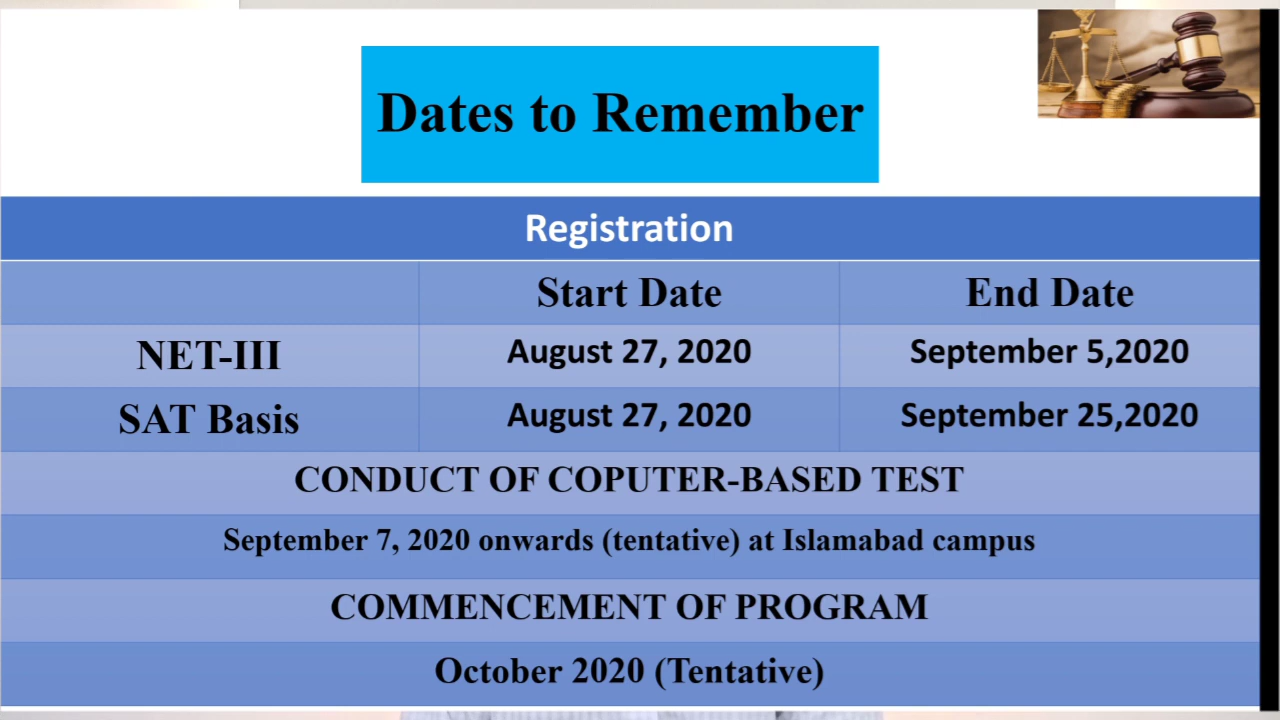 Dates to Remember
Registration
Start Date End Date
NET-III August 27, 2020 September 5,2020
SAT Basis August 27, 2020 September 25,2020
CONDUCT OF COPUTER-BASED TEST
September 7, 2020 onwards (tentative) at Islamabad campus
COMMENCEMENT OF PROGRAM
October 2020 (Tentative)